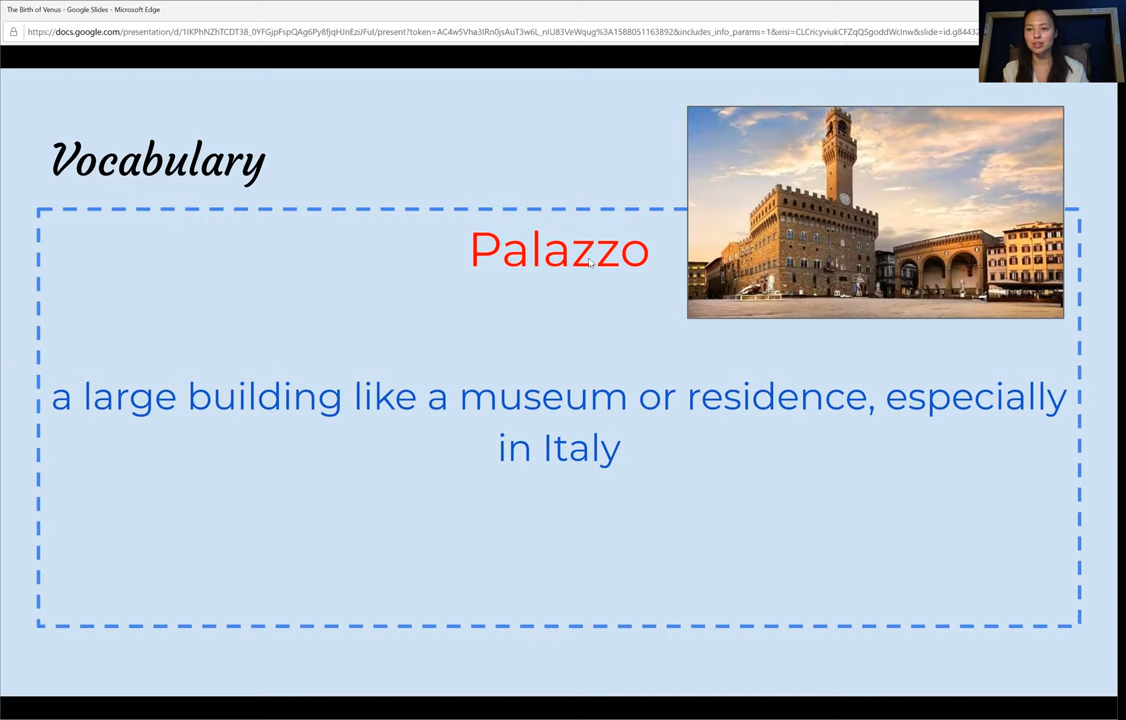 The Birth of Venus - Google Slides - Microsoft Edge
Vocabulary
Palazzo
a large building like a museum or residence, especially
in Italy